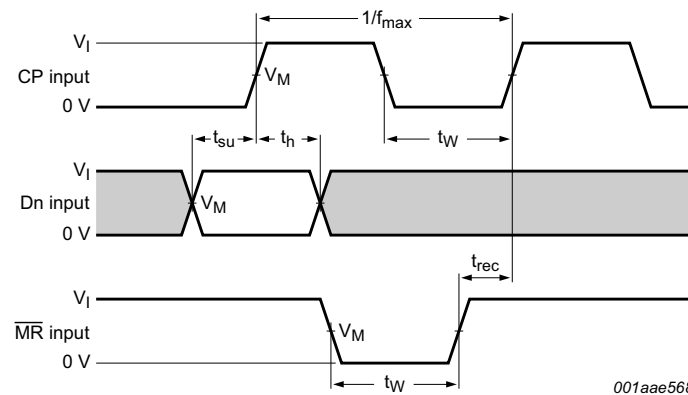 1/fmax
VI
CP input
VM
0 V
tsu
th
tW
VI
Dn input
VM
0 V
trec
VI
MR input
VM
0 V
tW
001aae568